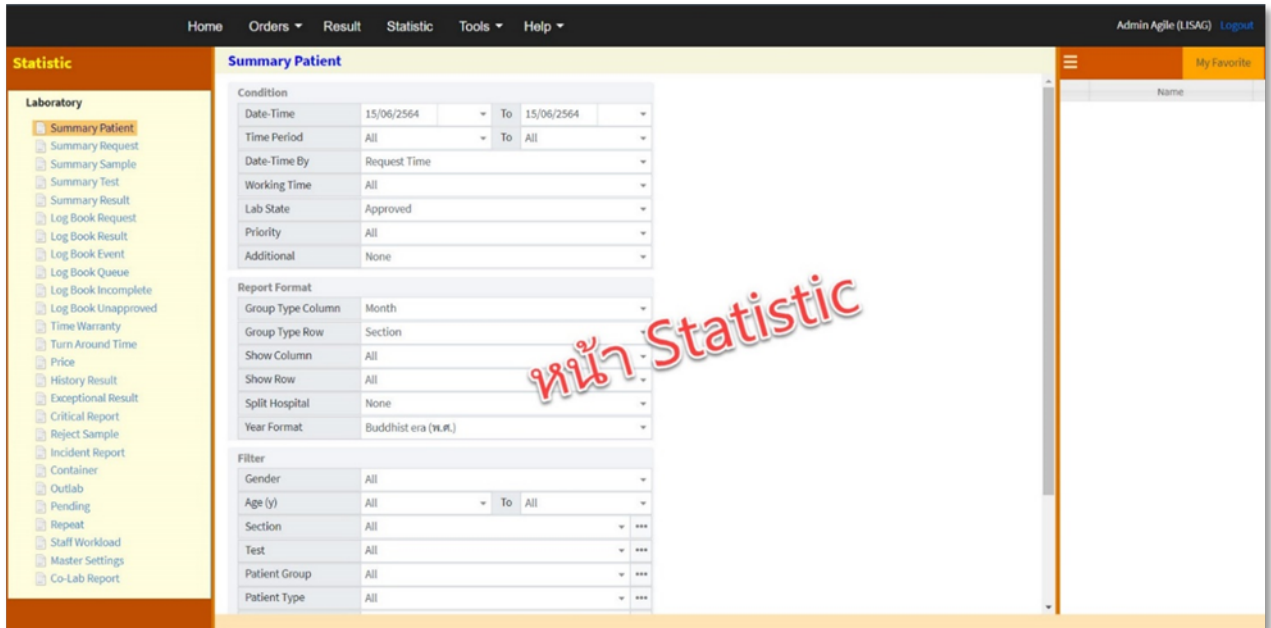 Home Orders Result Statistic Tools Help Admin Agile (LISAG) Logout
Statistic
Laboratory
Summary Patient
Summary Request
Summary Sample
Summary Test
Summary Result
Log Book Request
Log Book Result
Log Book Event
Log Book Queue
Log Book Incomplete
Log Book Unapproved
Time Warranty
Turn Around Time
Price
History Result
Exceptional Result
Critical Report
Reject Sample
Incident Report
Container
Outlab
Pending
Repeat
Staff Workload
Master Settings
Co-Lab Report
Summary Patient
Condition
Date-Time 15/06/2564 To 15/06/2564
Time Period All To All
Date-Time By Request Time
Working Time All
Lab State Approved
Priority All
Additional None
Report Format
Group Type Column Month
Group Type Row Section
Show Column All
Show Row All
Split Hospital None
Year Format Buddhist era (พ.ศ.)
Filter
Gender All
Age (y) All To All
Section All
Test All
Patient Group All
Patient Type All
หน้า Statistic
My Favorite
Name